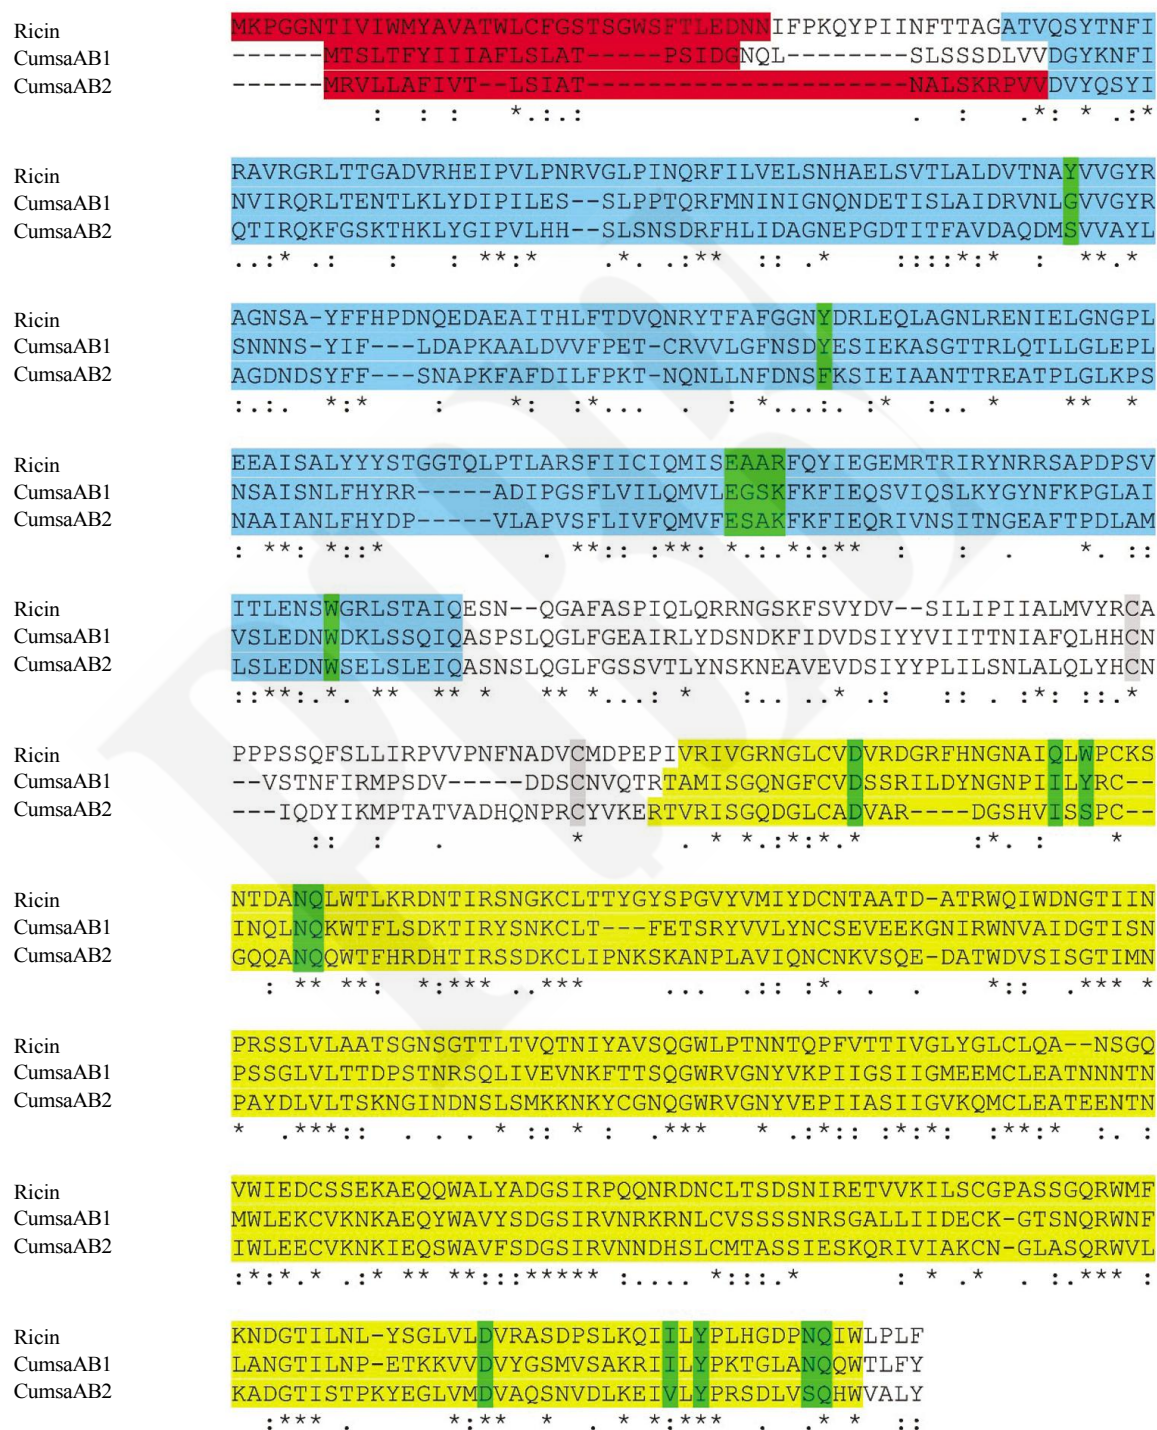 Ricin MKPGGNTIVIWMYAVATWLCFGSTSGWSFTLEDNNIFPKQYPIINFTTAGATVQSYTNFI
CumsaAB1 ------MTSLTFYIIIAFLSLAT-----PSIDGNQL--------SLSSSDLVVDGYKNFI
CumsaAB2 ------MRVLLAFIVT--LSIAT---------------------NALSKRPVVDVYQSYI
: : : *.:.: . : .*: * .:*
Ricin RAVRGRLTTGADVRHEIPVLPNRVGLPINQRFILVELSNHAELSVTLALDVTNAYVVGYR
CumsaAB1 NVIRQRLTENTLKLYDIPILES--SLPPTQRFMNINIGNQNDETISLAIDRVNLGVVGYR
CumsaAB2 QTIRQKFGSKTHKLYGIPVLHH--SLSNSDRFHLIDAGNEPGDTITFAVDAQDMSVVAYL
..:* .: : : **:* .*. .:** :: .* ::::*:* : **.*
Ricin AGNSA-YFFHPDNQEDAEAITHLFTDVQNRYTFAFGGNYDRLEQLAGNLRENIELGNGPL
CumsaAB1 SNNNS-YIF---LDAPKAALDVVFPET-CRVVLGFNSDYESIEKASGTTRLQTLLGLEPL
CumsaAB2 AGDNDSYFF---SNAPKFAFDILFPKT-NQNLLNFDNSFKSIEIAANTTREATPLGLKPS
:.:. *:* : *: :*... . : *...:. :* :.. * ** *
Ricin EEAISALYYYSTGGTQLPTLARSFIICIQMISEAARFQYIEGEMRTRIRYNRRSAPDPSV
CumsaAB1 NSAISNLFHYRR-----ADIPGSFLVILQMVLEGSKFKFIEQSVIQSLKYGYNFKPGLAI
CumsaAB2 NAAIANLFHYDP-----VLAPVSFLIVFQMVFESAKFKFIEQRIVNSITNGEAFTPDLAM
: **: *::* . **:: :**: *.:.*::** : : . *. ::
Ricin ITLENSWGRLSTAIQESN--QGAFASPIQLQRRNGSKFSVYDV--SILIPIIALMVYRCA
CumsaAB1 VSLEDNWDKLSSQIQASPSLQGLFGEAIRLYDSNDKFIDVDSIYYVIITTNIAFQLHHCN
CumsaAB2 LSLEDNWSELSLEIQASNSLQGLFGSSVTLYNSKNEAVEVDSIYYPLILSNLALQLYHCN
::**:.*. ** ** * ** *...: * :.. ..* .: :: . :*: :::*
Ricin PPPSSQFSLLIRPVVPNFNADVCMDPEPIVRIVGRNGLCVDVRDGRFHNGNAIQLWPCKS
CumsaAB1 --VSTNFIRMPSDV-----DDSCNVQTRTAMISGQNGFCVDSSRILDYNGNPIILYRC--
CumsaAB2 ---IQDYIKMPTATVADHQNPRCYVKERTVRISGQDGLCADVAR----DGSHVISSPC--
:: : . * . * *::*:*.* :*. : *
Ricin NTDANQLWTLKRDNTIRSNGKCLTTYGYSPGVYVMIYDCNTAATD-ATRWQIWDNGTIIN
CumsaAB1 INQLNQKWTFLSDKTIRYSNKCLT---FETSRYVVLYNCSEVEEKGNIRWNVAIDGTISN
CumsaAB2 GQQANQQWTFHRDHTIRSSDKCLIPNKSKANPLAVIQNCNKVSQE-DATWDVSISGTIMN
: ** **: *:*** ..*** ... .:: :*. . . *:: .*** *
Ricin PRSSLVLAATSGNSGTTLTVQTNIYAVSQGWLPTNNTQPFVTTIVGLYGLCLQA--NSGQ
CumsaAB1 PSSGLVLTTDPSTNRSQLIVEVNKFTTSQGWRVGNYVKPIIGSIIGMEEMCLEATNNNTN
CumsaAB2 PAYDLVLTSKNGINDNSLSMKKNKYCGNQGWRVGNYVEPIIASIIGVKQMCLEATEENTN
* .***:: . . . * :: * : .*** * .:*:: :*:*: :**:* :. :
Ricin VWIEDCSSEKAEQQWALYADGSIRPQQNRDNCLTSDSNIRETVVKILSCGPASSGQRWMF
CumsaAB1 MWLEKCVKNKAEQYWAVYSDGSIRVNRKRNLCVSSSSNRSGALLIIDECK-GTSNQRWNF
CumsaAB2 IWLEECVKNKIEQSWAVFSDGSIRVNNDHSLCMTASSIESKQRIVIAKCN-GLASQRWVL
:*:*.* .:* ** **:::***** :.... *:::.* : * .* . :.*** :
Ricin KNDGTILNL-YSGLVLDVRASDPSLKQIILYPLHGDPNQIWLPLF
CumsaAB1 LANGTILNP-ETKKVVDVYGSMVSAKRIILYPKTGLANQQWTLFY
CumsaAB2 KADGTISTPKYEGLVMDVAQSNVDLKEIVLYPRSDLVSQHWVALY
:*** . *:** * . *.*:*** . .* * ::